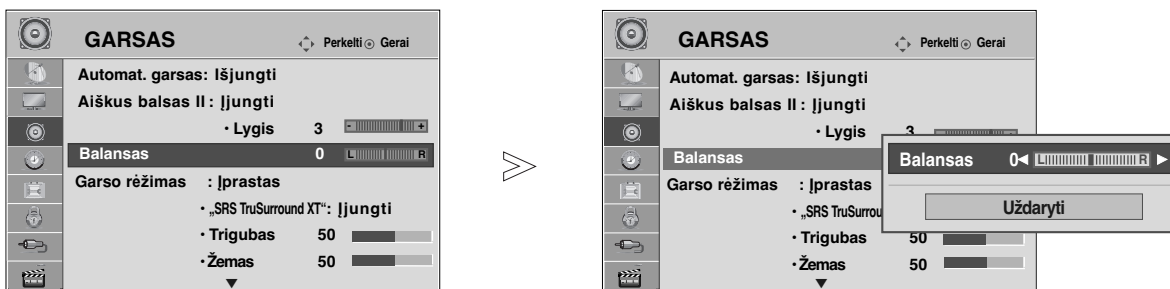 GARSAS
Perkelti Gerai
Automat. garsas: Išjungti
Aiškus balsas II : Įjungti
• Lygis 3 - +
Balansas 0 L R
Garso rėžimas : Įprastas
• „SRS TruSurround XT“: Įjungti
• Trigubas 50
• Žemas 50
GARSAS
Perkelti Gerai
Automat. garsas: Išjungti
Aiškus balsas II : Įjungti
• Lygis 3
Balansas
Garso rėžimas : Įprastas
• „SRS TruSurrou
• Trigubas 50
• Žemas 50
Balansas 0 L R
Uždaryti